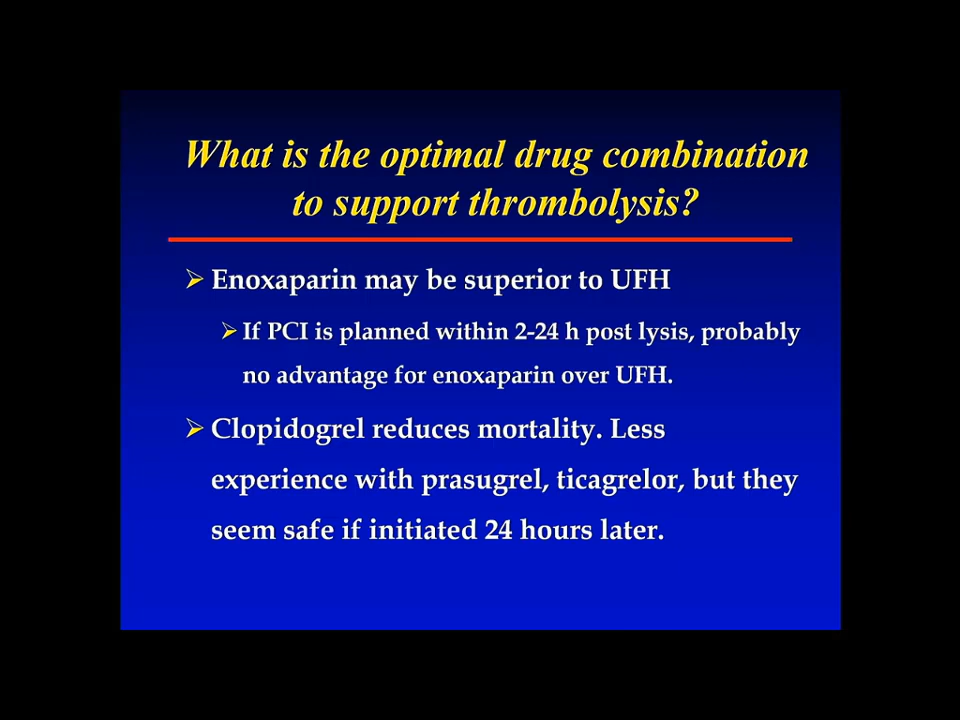 What is the optimal drug combination
to support thrombolysis?
Enoxaparin may be superior to UFH
If PCI is planned within 2-24 h post lysis, probably
no advantage for enoxaparin over UFH.
Clopidogrel reduces mortality. Less
experience with prasugrel, ticagrelor, but they
seem safe if initiated 24 hours later.